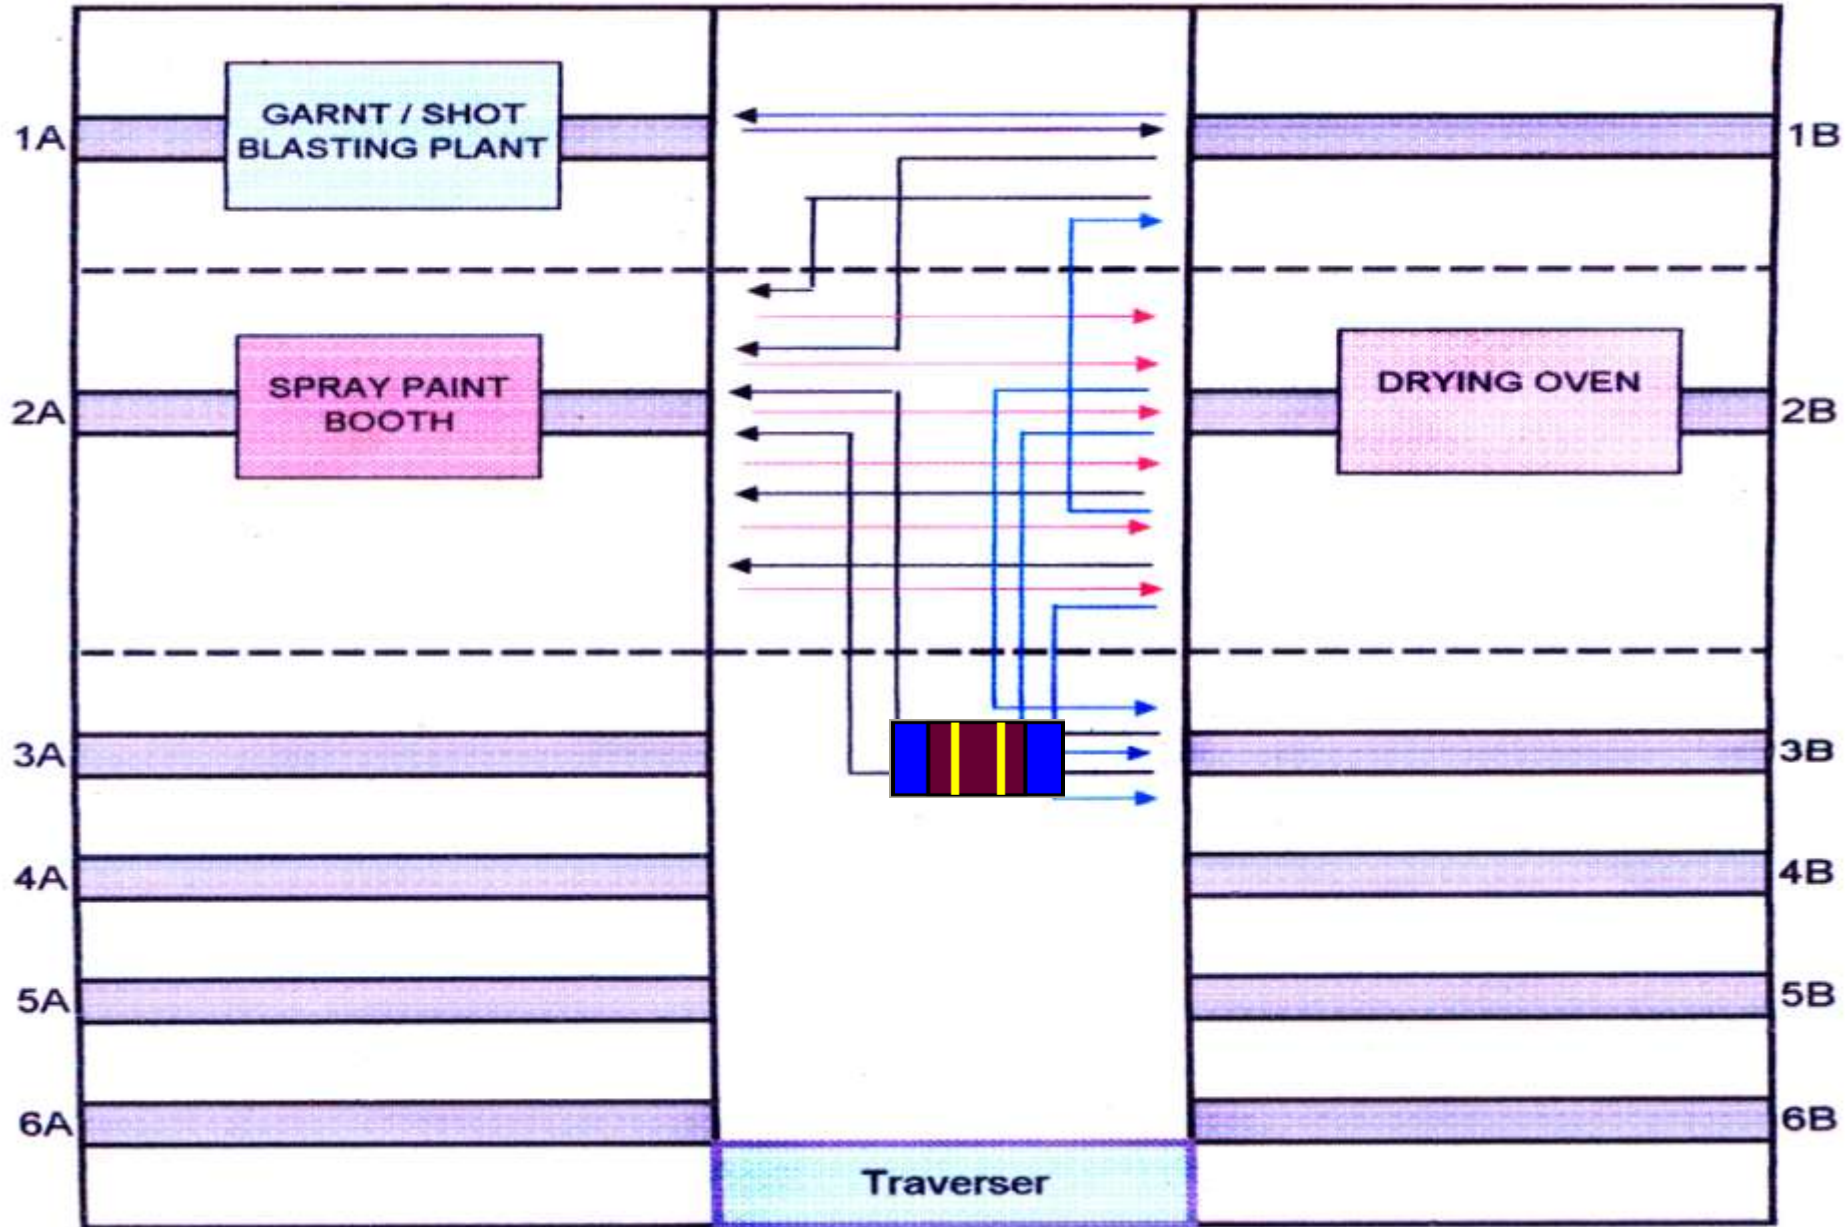 GARNT / SHOT
BLASTING PLANT
1A
1B
SPRAY PAINT
BOOTH
DRYING OVEN
2A
2B
3A
3B
4A
4B
5A
5B
6A
6B
Traverser